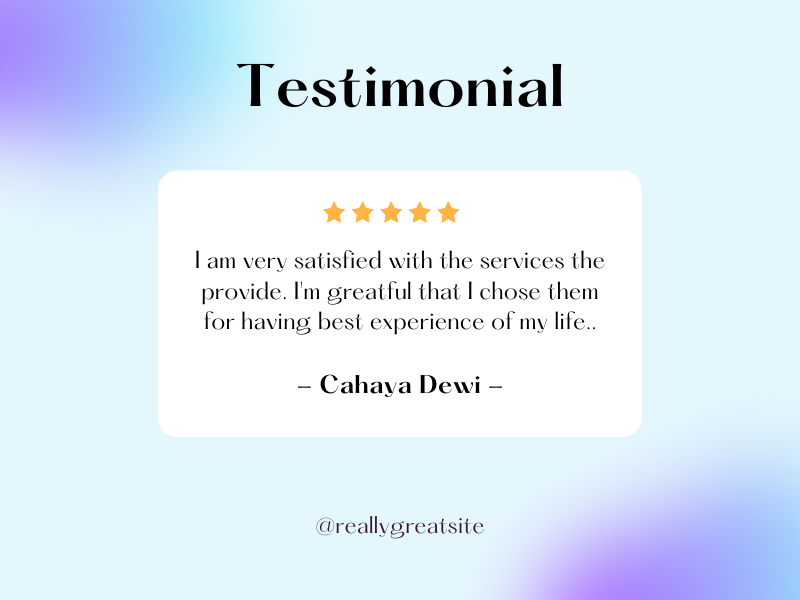 Testimonial
I am very satisfied with the services the
provide. I'm greatful that I chose them
for having best experience of my life..
– Cahaya Dewi –
@reallygreatsite